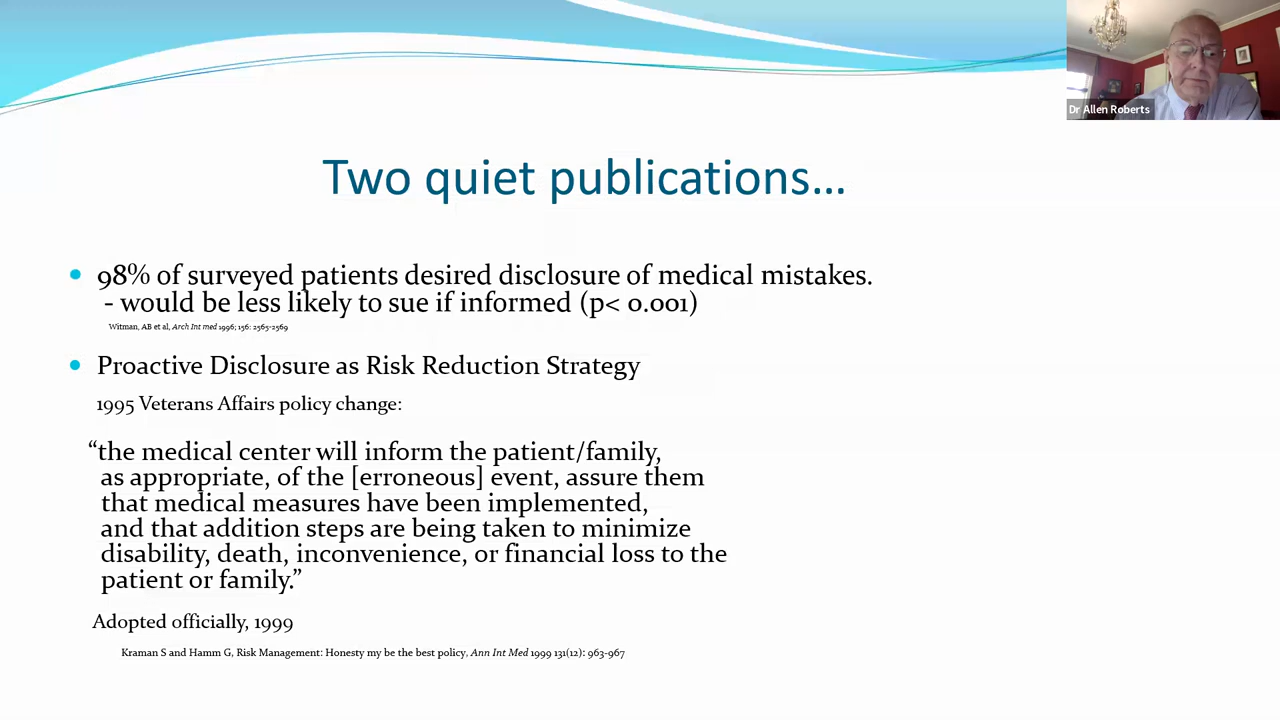 Dr Allen Roberts
Two quiet publications...
98% of surveyed patients desired disclosure of medical mistakes.
- would be less likely to sue if informed (p< 0.001)
Witman, AB et al, Arch Int med 1996; 156: 2565-2569
Proactive Disclosure as Risk Reduction Strategy
1995 Veterans Affairs policy change:
“the medical center will inform the patient/family,
as appropriate, of the [erroneous] event, assure them
that medical measures have been implemented,
and that addition steps are being taken to minimize
disability, death, inconvenience, or financial loss to the
patient or family.”
Adopted officially, 1999
Kraman S and Hamm G, Risk Management: Honesty my be the best policy, Ann Int Med 1999 131(12): 963-967